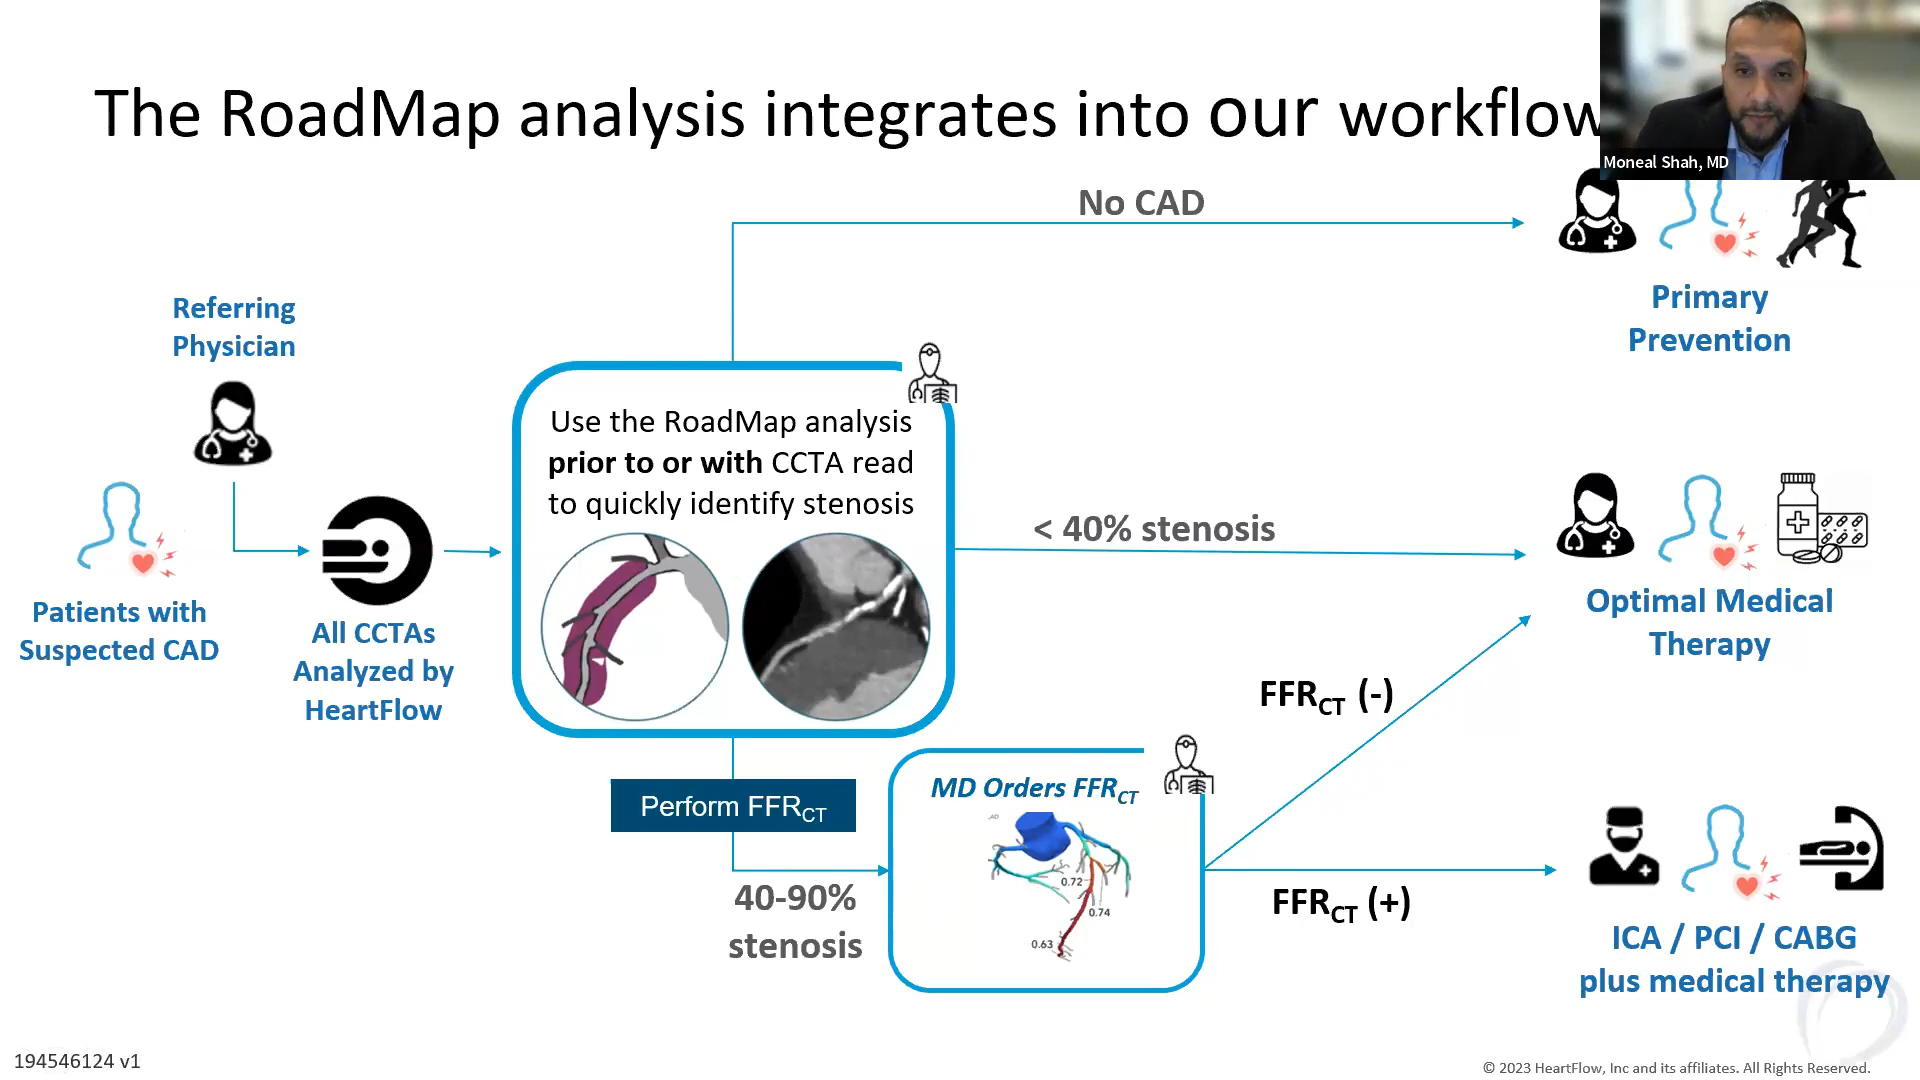 The RoadMap analysis integrates into our workflow
Moneal Shah, MD
No CAD
Primary
Prevention
Referring
Physician
Patients with
Suspected CAD
All CCTAs
Analyzed by
HeartFlow
Use the RoadMap analysis
prior to or with CCTA read
to quickly identify stenosis
< 40% stenosis
Optimal Medical
Therapy
Perform FFRCT
40-90%
stenosis
MD Orders FFRCT
0.72
0.74
0.63
FFRCT (-)
FFRCT (+)
ICA / PCI / CABG
plus medical therapy
194546124 v1
© 2023 HeartFlow, Inc and its affiliates. All Rights Reserved.